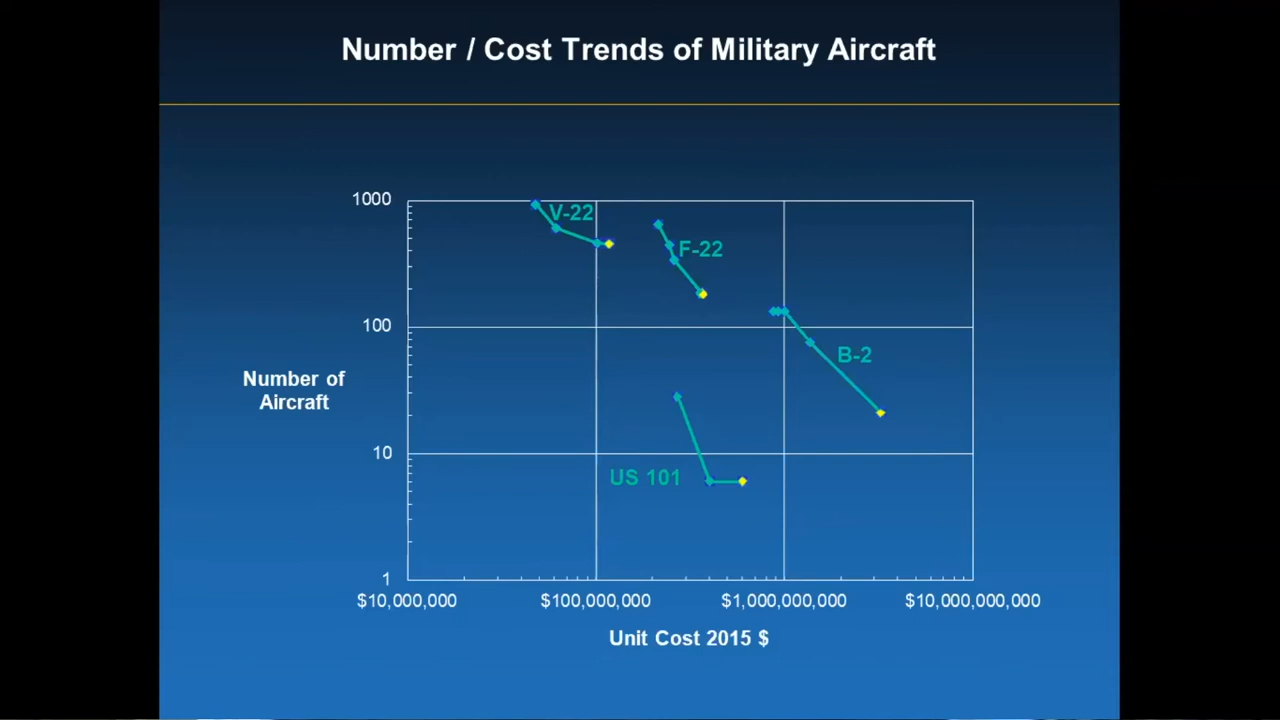 Number / Cost Trends of Military Aircraft
1000
V-22
F-22
100
B-2
Number of
Aircraft
10
US 101
1
$10,000,000
$100,000,000
$1,000,000,000
$10,000,000,000
Unit Cost 2015 $